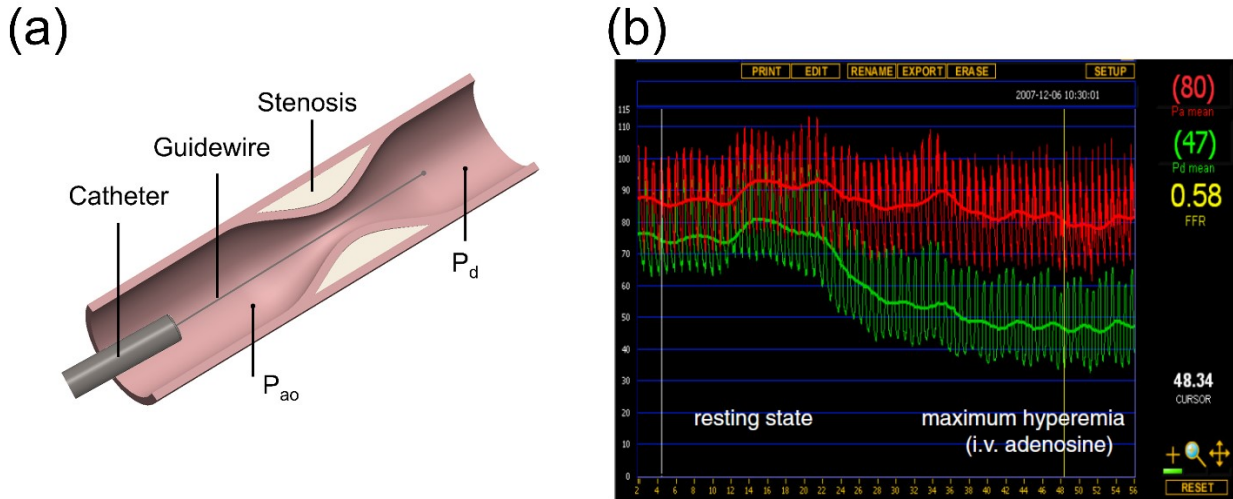 (a)
Stenosis
Guidewire
Catheter
Pd
Pao
(b)
PRINT EDIT RENAME EXPORT ERASE SETUP
2007-12-06 10:30:01
(80)
Pa mean
(47)
Pd mean
0.58
FFR
115
110
100
90
80
70
60
50
40
30
20
10
0
resting state
maximum hyperemia
(i.v. adenosine)
48.34
CURSOR
2 4 6 8 10 12 14 16 18 20 22 24 26 28 30 32 34 36 38 40 42 44 46 48 50 52 54 56
RESET